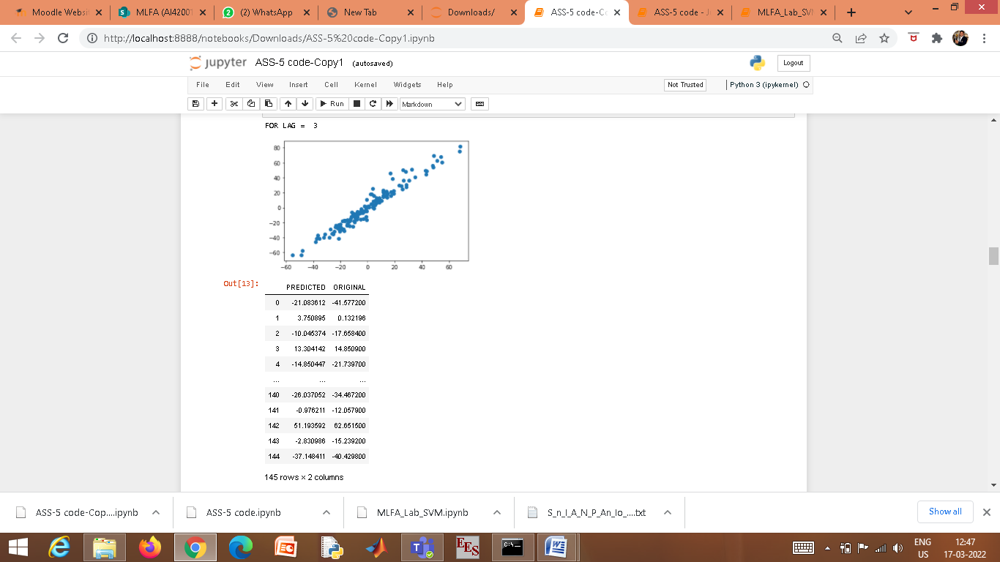 Moodle Websi
MLFA (AI42001
(2) WhatsApp
New Tab
Downloads/
ASS-5 code-Co
ASS-5 code - J
MLFA_Lab_SV
http://localhost:8888/notebooks/Downloads/ASS-5%20code-Copy1.ipynb
jupyter ASS-5 code-Copy1 (autosaved)
Logout
File Edit View Insert Cell Kernel Widgets Help
Not Trusted
Python 3 (ipykernel)
Run
Markdown
FOR LAG = 3
80
60
40
20
0
−20
−40
−60
−60 −40 −20 0 20 40 60
Out[13]:
PREDICTED ORIGINAL
0 -21.083612 -41.577200
1 3.750895 0.132196
2 -10.045374 -17.658400
3 13.304142 14.850900
4 -14.850447 -21.739700
... ... ...
140 -26.037052 -34.467200
141 -0.976211 -12.057900
142 51.193592 62.651500
143 -2.830986 -15.239200
144 -37.148411 -40.429800
145 rows × 2 columns
ASS-5 code-Cop....ipynb
ASS-5 code.ipynb
MLFA_Lab_SVM.ipynb
S_n_I_A_N_P_An_Io_....txt
Show all
EES
C:\_
ENG
US
12:47
17-03-2022